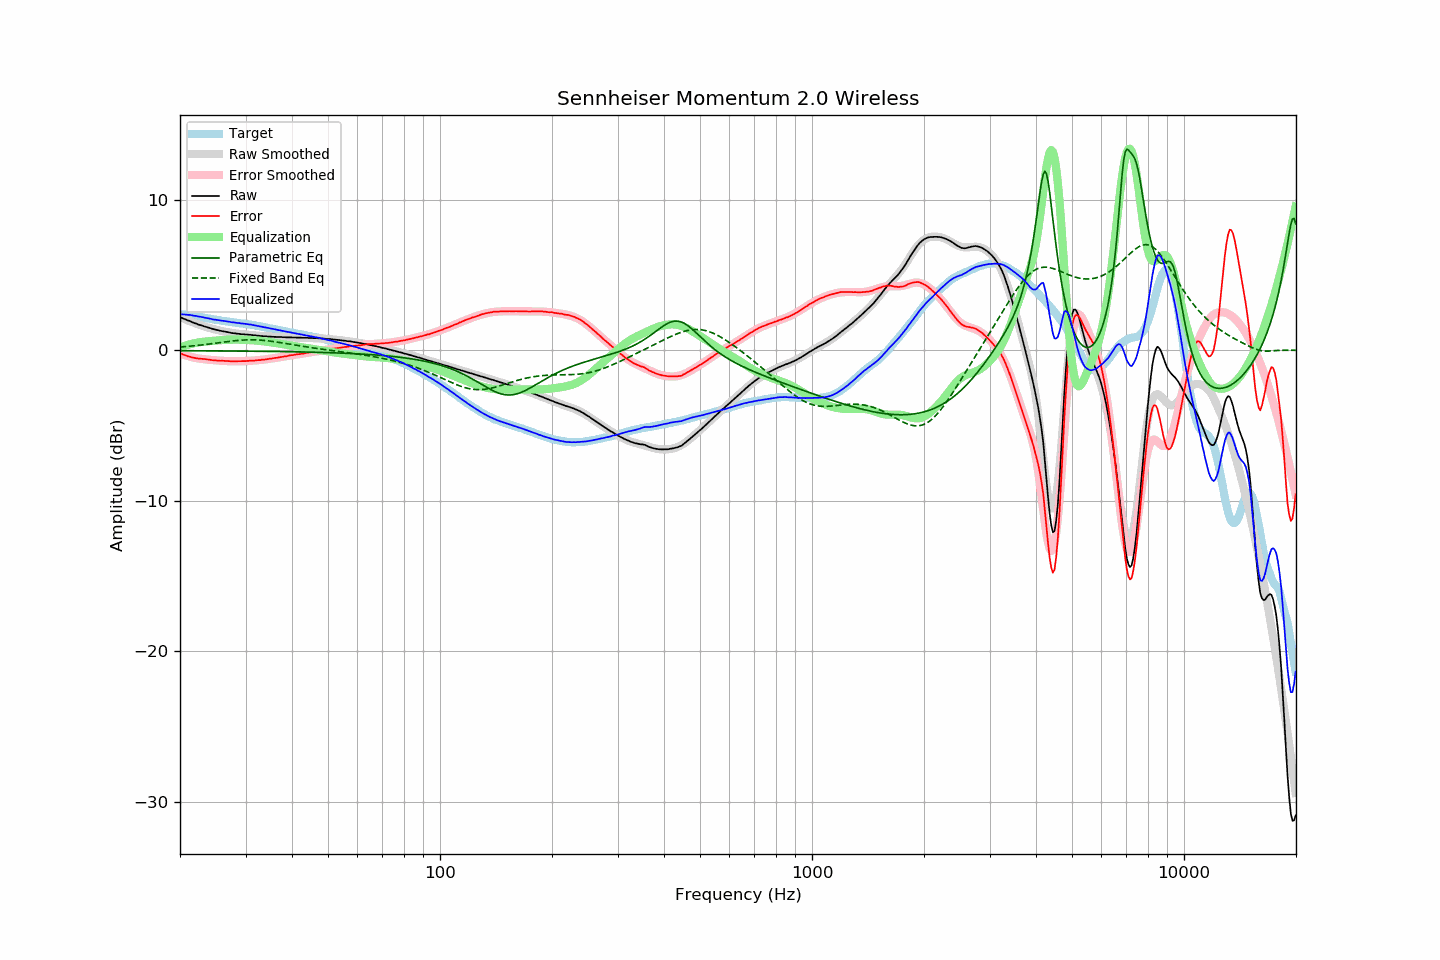 Sennheiser Momentum 2.0 Wireless
Target
Raw Smoothed
Error Smoothed
Raw
Error
Equalization
Parametric Eq
Fixed Band Eq
Equalized
Amplitude (dBr)
10
0
−10
−20
−30
100
1000
10000
Frequency (Hz)